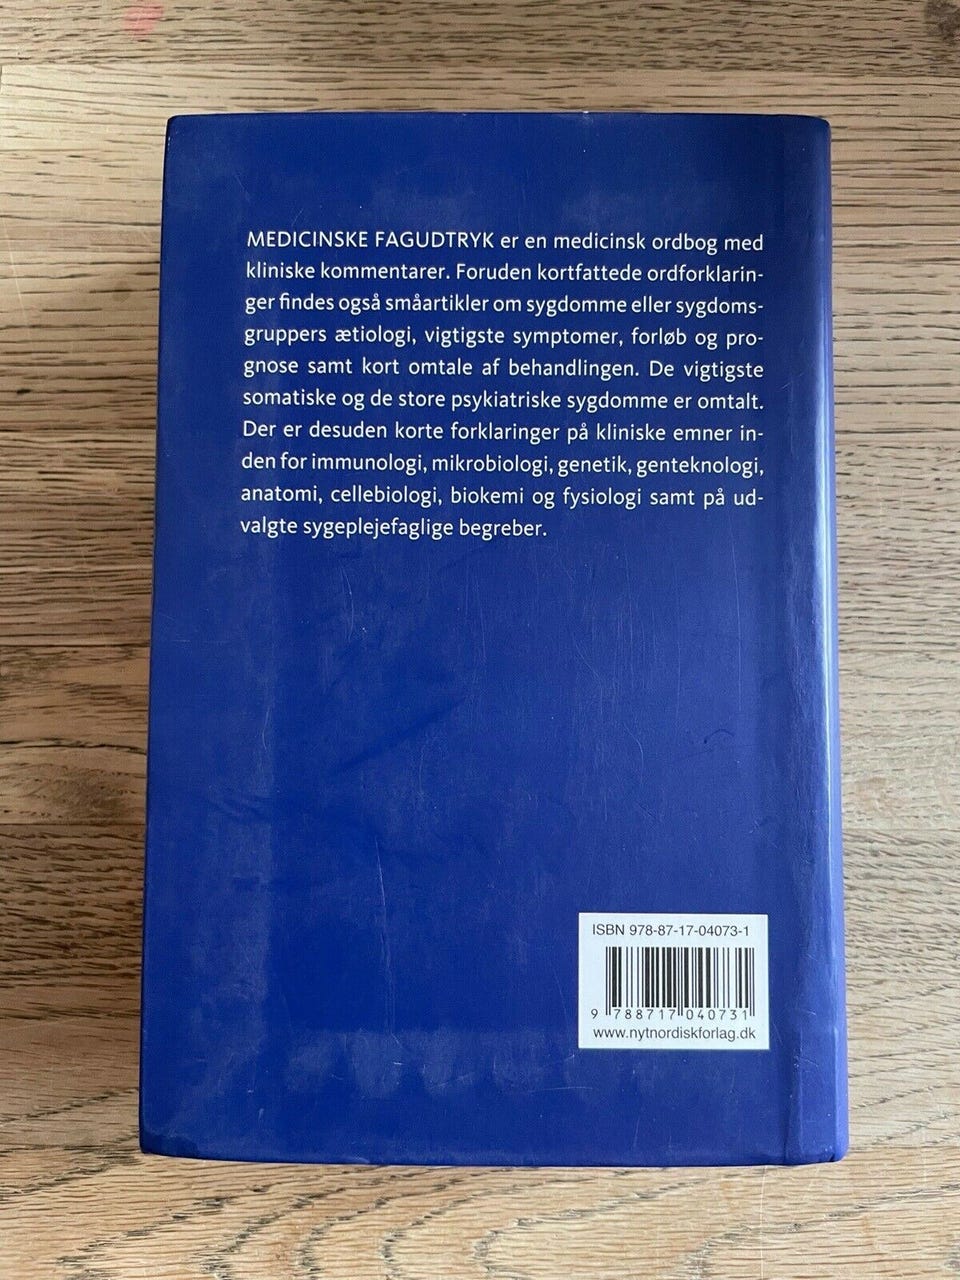 MEDICINSKE FAGUDTRYK er en medicinsk ordbog med
kliniske kommentarer. Foruden kortfattede ordforklarin-
ger findes også småartikler om sygdomme eller sygdoms-
gruppers ætiologi, vigtigste symptomer, forløb og pro-
gnose samt kort omtale af behandlingen. De vigtigste
somatiske og de store psykiatriske sygdomme er omtalt.
Der er desuden korte forklaringer på kliniske emner in-
den for immunologi, mikrobiologi, genetik, genteknologi,
anatomi, cellebiologi, biokemi og fysiologi samt på ud-
valgte sygeplejefaglige begreber.
ISBN 978-87-17-04073-1
9 788717 040731
www.nytnordiskforlag.dk